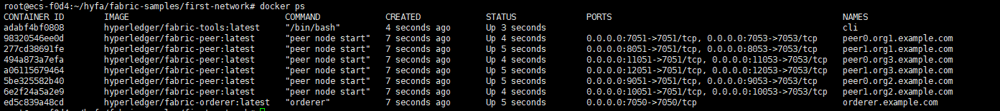 root@ecs-f0d4:~/hyfa/fabric-samples/first-network# docker ps
CONTAINER ID IMAGE COMMAND CREATED STATUS PORTS NAMES
adabf4bf0808 hyperledger/fabric-tools:latest "/bin/bash" 4 seconds ago Up 3 seconds cli
98320546ee0d hyperledger/fabric-peer:latest "peer node start" 7 seconds ago Up 4 seconds 0.0.0.0:7051->7051/tcp, 0.0.0.0:7053->7053/tcp peer0.org1.example.com
277cd38691fe hyperledger/fabric-peer:latest "peer node start" 7 seconds ago Up 5 seconds 0.0.0.0:8051->7051/tcp, 0.0.0.0:8053->7053/tcp peer1.org1.example.com
494a873a7efa hyperledger/fabric-peer:latest "peer node start" 7 seconds ago Up 4 seconds 0.0.0.0:11051->7051/tcp, 0.0.0.0:11053->7053/tcp peer0.org3.example.com
a06115679464 hyperledger/fabric-peer:latest "peer node start" 7 seconds ago Up 5 seconds 0.0.0.0:12051->7051/tcp, 0.0.0.0:12053->7053/tcp peer1.org3.example.com
5be325582b40 hyperledger/fabric-peer:latest "peer node start" 7 seconds ago Up 5 seconds 0.0.0.0:9051->7051/tcp, 0.0.0.0:9053->7053/tcp peer0.org2.example.com
6e2f24a5a2e9 hyperledger/fabric-peer:latest "peer node start" 7 seconds ago Up 4 seconds 0.0.0.0:10051->7051/tcp, 0.0.0.0:10053->7053/tcp peer1.org2.example.com
ed5c839a48cd hyperledger/fabric-orderer:latest "orderer" 7 seconds ago Up 5 seconds 0.0.0.0:7050->7050/tcp orderer.example.com